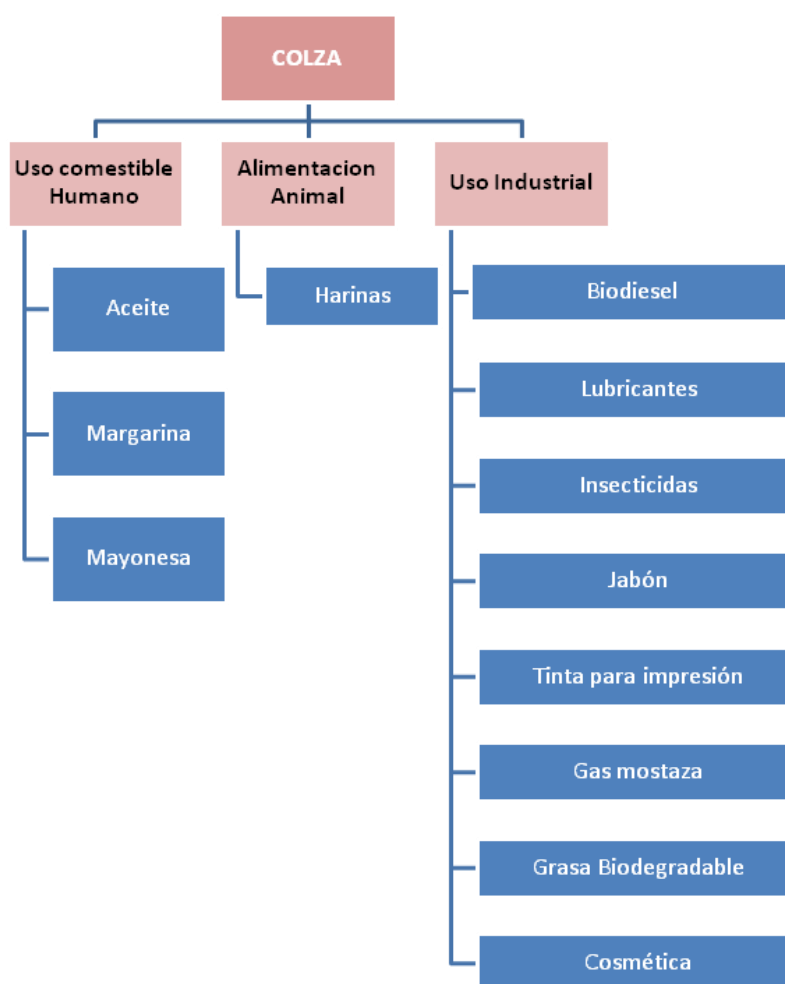 COLZA
Uso comestible
Humano
Aceite
Margarina
Mayonesa
Alimentacion
Animal
Harinas
Uso Industrial
Biodiesel
Lubricantes
Insecticidas
Jabón
Tinta para impresión
Gas mostaza
Grasa Biodegradable
Cosmética